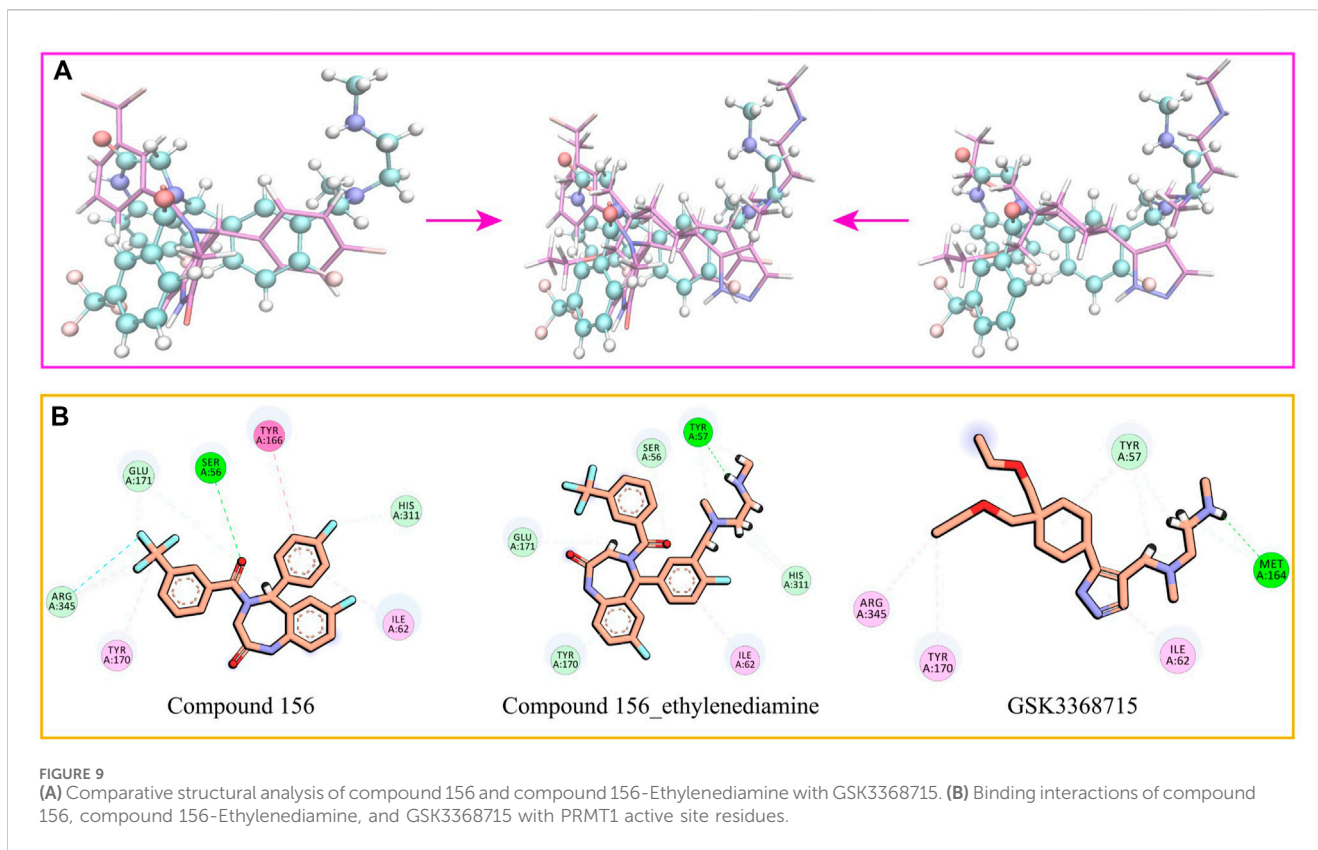 A
B
TYR
A:166
SER
A:56
GLU
A:171
HIS
A:311
ARG
A:345
ILE
A:62
TYR
A:170
Compound 156
TYR
A:57
SER
A:56
GLU
A:171
HIS
A:311
TYR
A:170
ILE
A:62
Compound 156_ethylenediamine
TYR
A:57
MET
A:164
ARG
A:345
TYR
A:170
ILE
A:62
GSK3368715
FIGURE 9
(A) Comparative structural analysis of compound 156 and compound 156-Ethylenediamine with GSK3368715. (B) Binding interactions of compound
156, compound 156-Ethylenediamine, and GSK3368715 with PRMT1 active site residues.